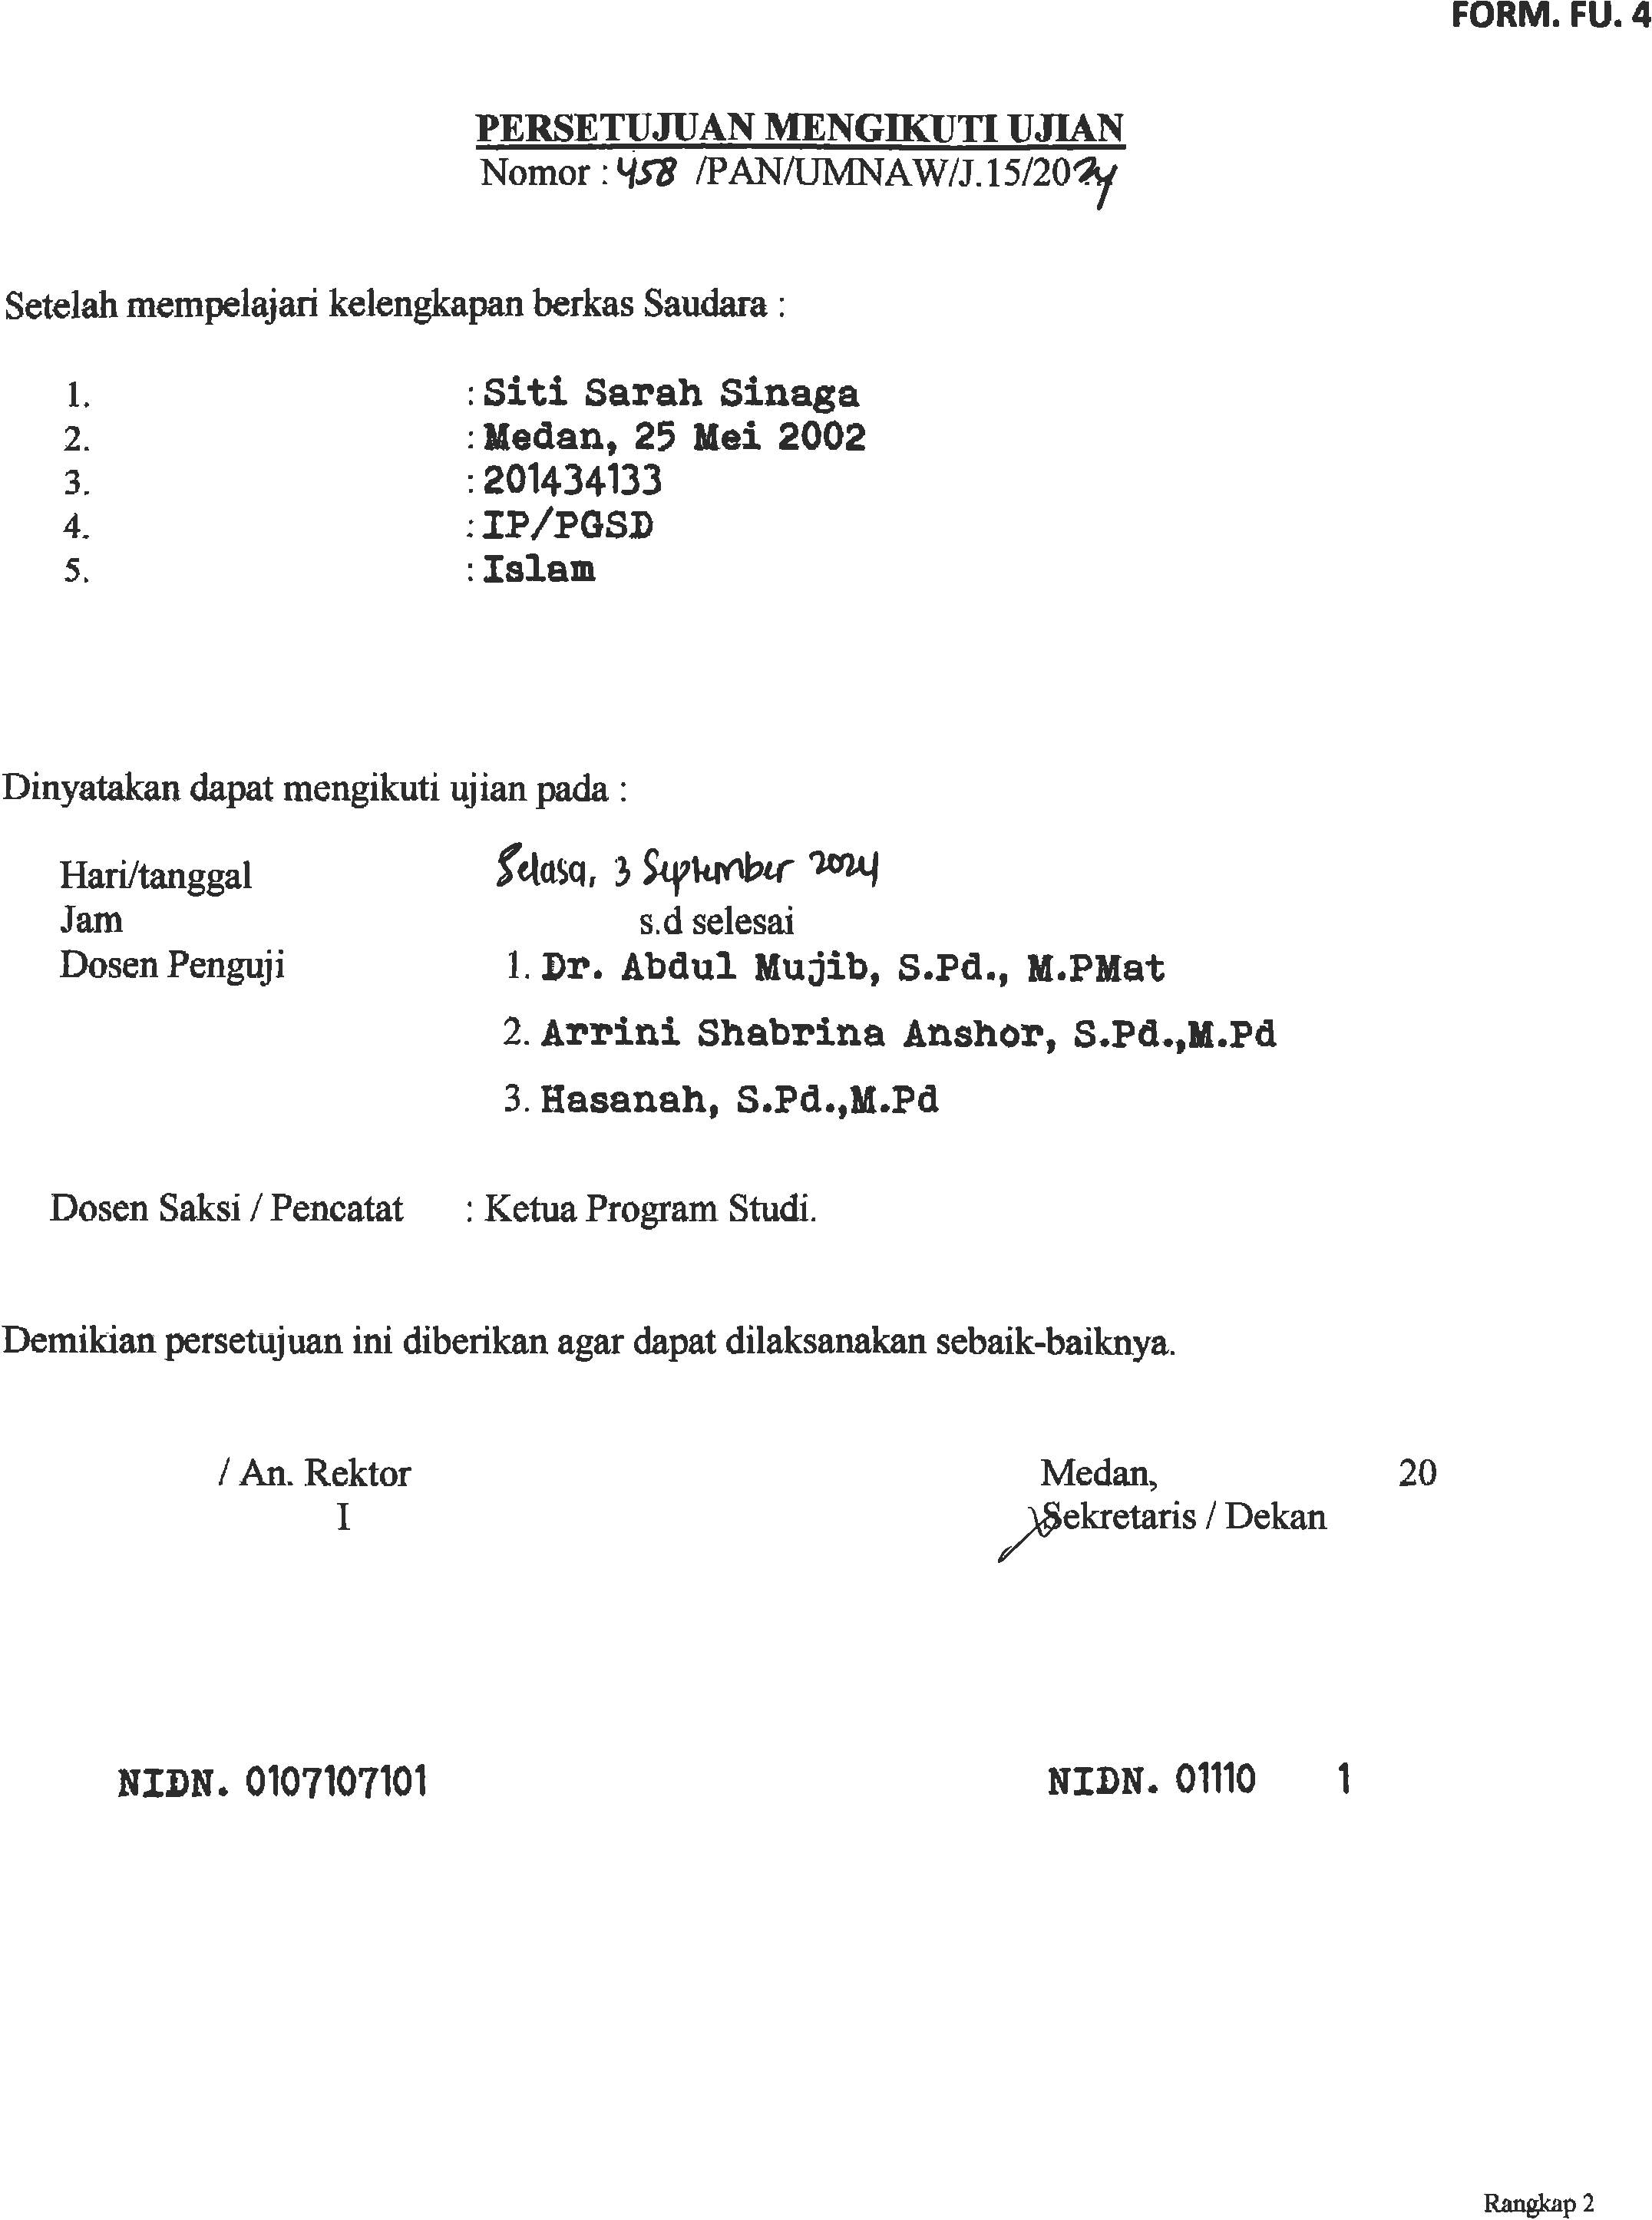 FORM. FU. 4
PERSETUJUAN MENGIKUTI UJIAN
Nomor : 458 /PAN/UMNAW/J.15/2024
Setelah mempelajari kelengkapan berkas Saudara :
1. : Siti Sarah Sinaga
2. : Medan, 25 Mei 2002
3. : 201434133
4. : IP/PGSD
5. : Islam
Dinyatakan dapat mengikuti ujian pada :
Hari/tanggal Selasa, 3 September 2024
Jam s.d selesai
Dosen Penguji 1. Dr. Abdul Mujib, S.Pd., M.PMat
2. Arrini Shabrina Anshor, S.Pd.,M.Pd
3. Hasanah, S.Pd.,M.Pd
Dosen Saksi / Pencatat : Ketua Program Studi.
Demikian persetujuan ini diberikan agar dapat dilaksanakan sebaik-baiknya.
/ An. Rektor Medan, 20
I Sekretaris / Dekan
NIDN. 0107107101 NIDN. 01110 1
Rangkap 2